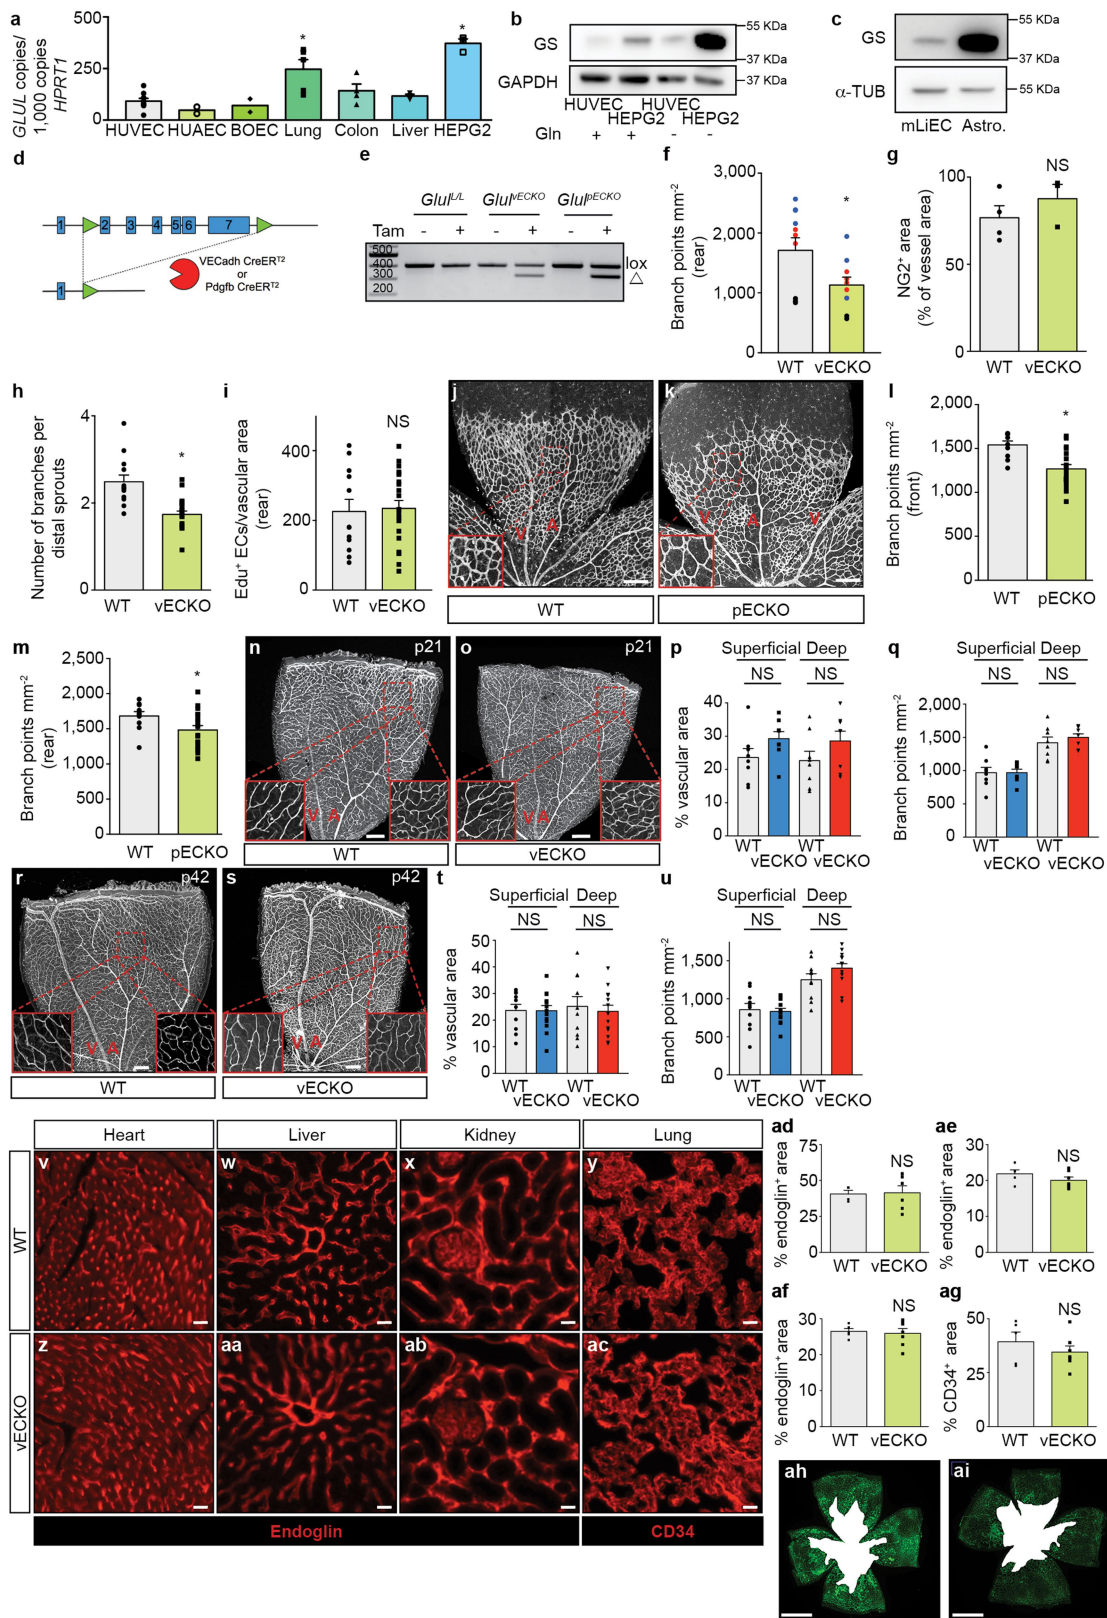 a
500
250
0
GLUL copies/
1,000 copies
HPRT1
*
*
HUVEC HUAEC BOEC Lung Colon Liver HEPG2
b
GS
GAPDH
55 KDa
37 KDa
37 KDa
HUVEC HUVEC
HEPG2 HEPG2
Gln + + - -
c
GS
α-TUB
55 KDa
37 KDa
55 KDa
mLiEC Astro.
d
1 2 3 4 5 6 7
VECadh CreERT2
or
Pdgfb CreERT2
1
e
GlulL/L GlulvECKO GlulpECKO
Tam - + - + - +
500
400
300
200
lox
△
f
3,000
2,000
1,000
0
Branch points mm-2
(rear)
*
WT vECKO
g
100
50
0
NG2+ area
(% of vessel area)
NS
WT vECKO
h
4
2
0
Number of branches per
distal sprouts
*
WT vECKO
i
400
200
0
Edu+ ECs/vascular area
(rear)
NS
WT vECKO
j
V A
WT
k
V A V
pECKO
l
2,000
1,500
1,000
500
0
Branch points mm-2
(front)
*
WT pECKO
m
2,500
2,000
1,500
1,000
500
0
Branch points mm-2
(rear)
*
WT pECKO
n p21
V A
WT
o p21
V A
vECKO
p
Superficial Deep
NS NS
40
30
20
10
0
% vascular area
WT WT
vECKO vECKO
q
Superficial Deep
NS NS
2,000
1,500
1,000
500
0
Branch points mm-2
WT WT
vECKO vECKO
r p42
V A
WT
s p42
V A
vECKO
t
Superficial Deep
NS NS
50
40
30
20
10
0
% vascular area
WT WT
vECKO vECKO
u
Superficial Deep
NS NS
1,500
1,000
500
0
Branch points mm-2
WT WT
vECKO vECKO
Heart Liver Kidney Lung
WT
v w x y
vECKO
z aa ab ac
Endoglin CD34
ad
75
50
25
0
% endoglin+ area
NS
WT vECKO
ae
30
20
10
0
% endoglin+ area
NS
WT vECKO
af
30
20
10
0
% endoglin+ area
NS
WT vECKO
ag
50
25
0
% CD34+ area
NS
WT vECKO
ah
ai